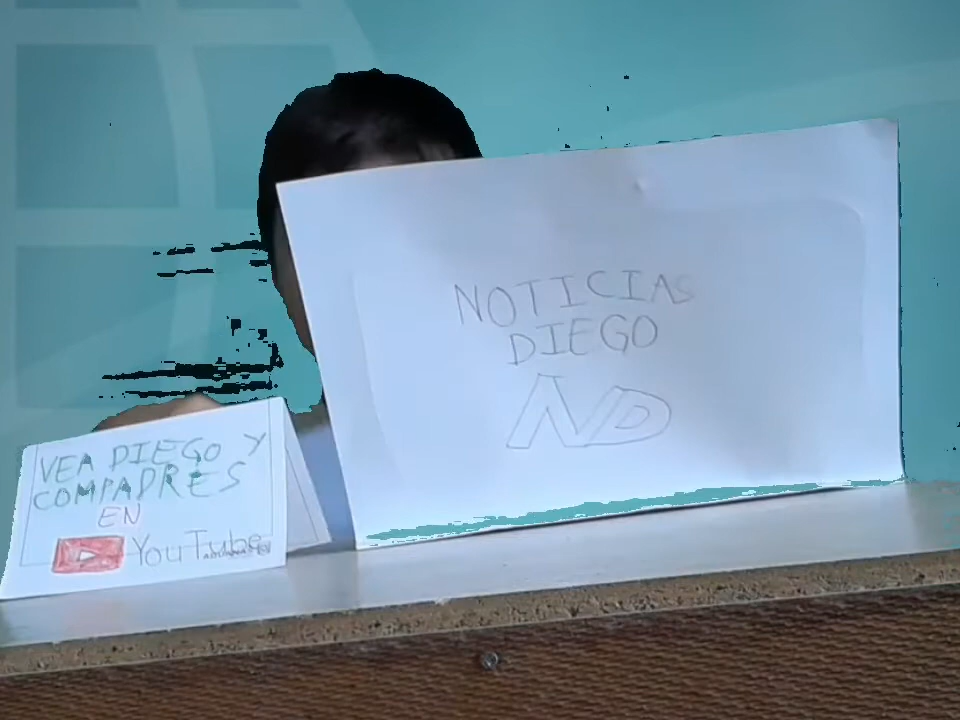 NOTICIAS
DIEGO
ND
VEA DIEGO Y
COMPADRES
EN
YouTube